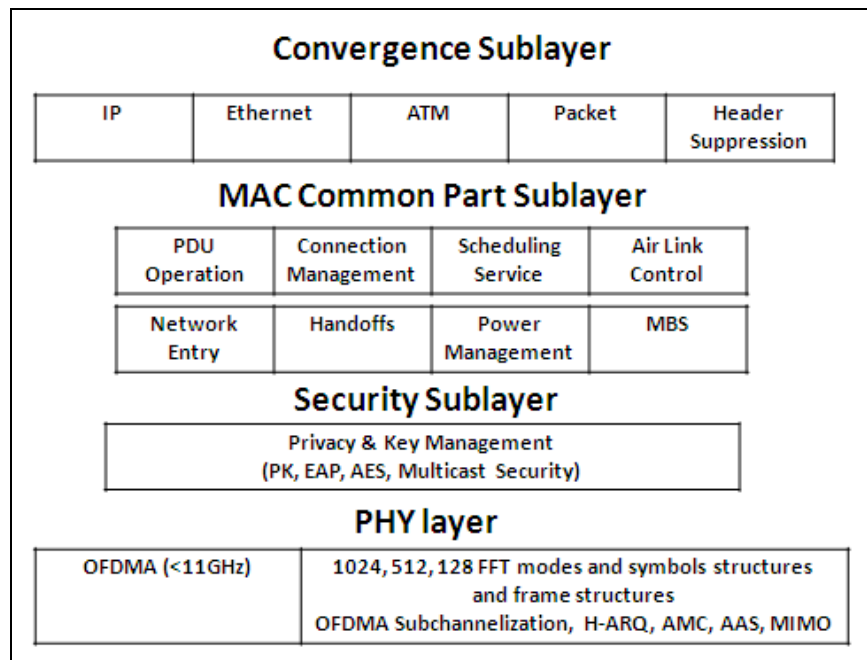 Convergence Sublayer
IP Ethernet ATM Packet Header
Suppression
MAC Common Part Sublayer
PDU Connection Scheduling Air Link
Operation Management Service Control
Network Handoffs Power MBS
Entry Management
Security Sublayer
Privacy & Key Management
(PK, EAP, AES, Multicast Security)
PHY layer
OFDMA (<11GHz) 1024, 512, 128 FFT modes and symbols structures
and frame structures
OFDMA Subchannelization, H-ARQ, AMC, AAS, MIMO